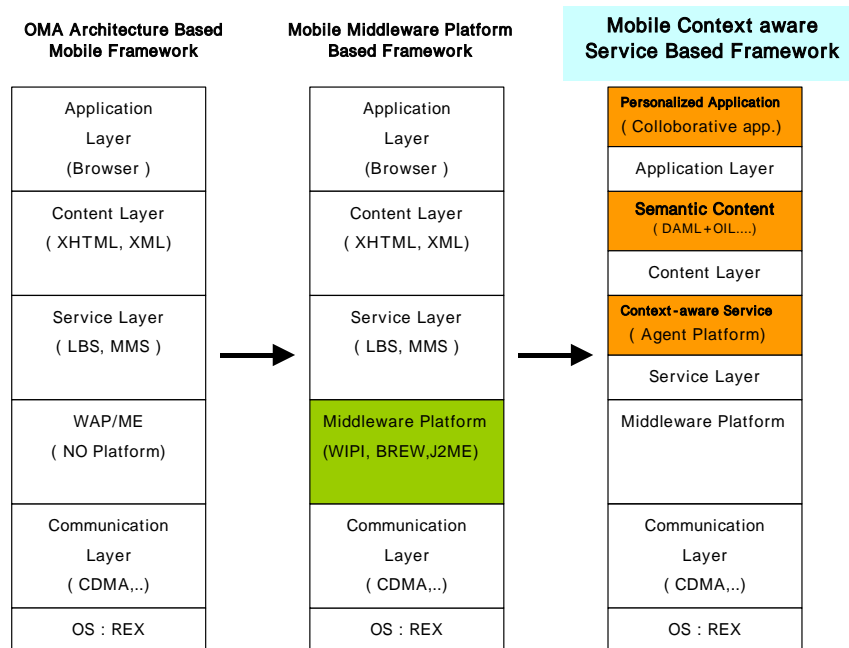 OMA Architecture Based
Mobile Framework
Application
Layer
(Browser )
Content Layer
( XHTML, XML)
Service Layer
( LBS, MMS )
WAP/ME
( NO Platform)
Communication
Layer
( CDMA,..)
OS : REX
Mobile Middleware Platform
Based Framework
Application
Layer
(Browser )
Content Layer
( XHTML, XML)
Service Layer
( LBS, MMS )
Middleware Platform
(WIPI, BREW,J2ME)
Communication
Layer
( CDMA,..)
OS : REX
Mobile Context aware
Service Based Framework
Personalized Application
( Colloborative app.)
Application Layer
Semantic Content
( DAML+OIL....)
Content Layer
Context-aware Service
( Agent Platform)
Service Layer
Middleware Platform
Communication
Layer
( CDMA,..)
OS : REX